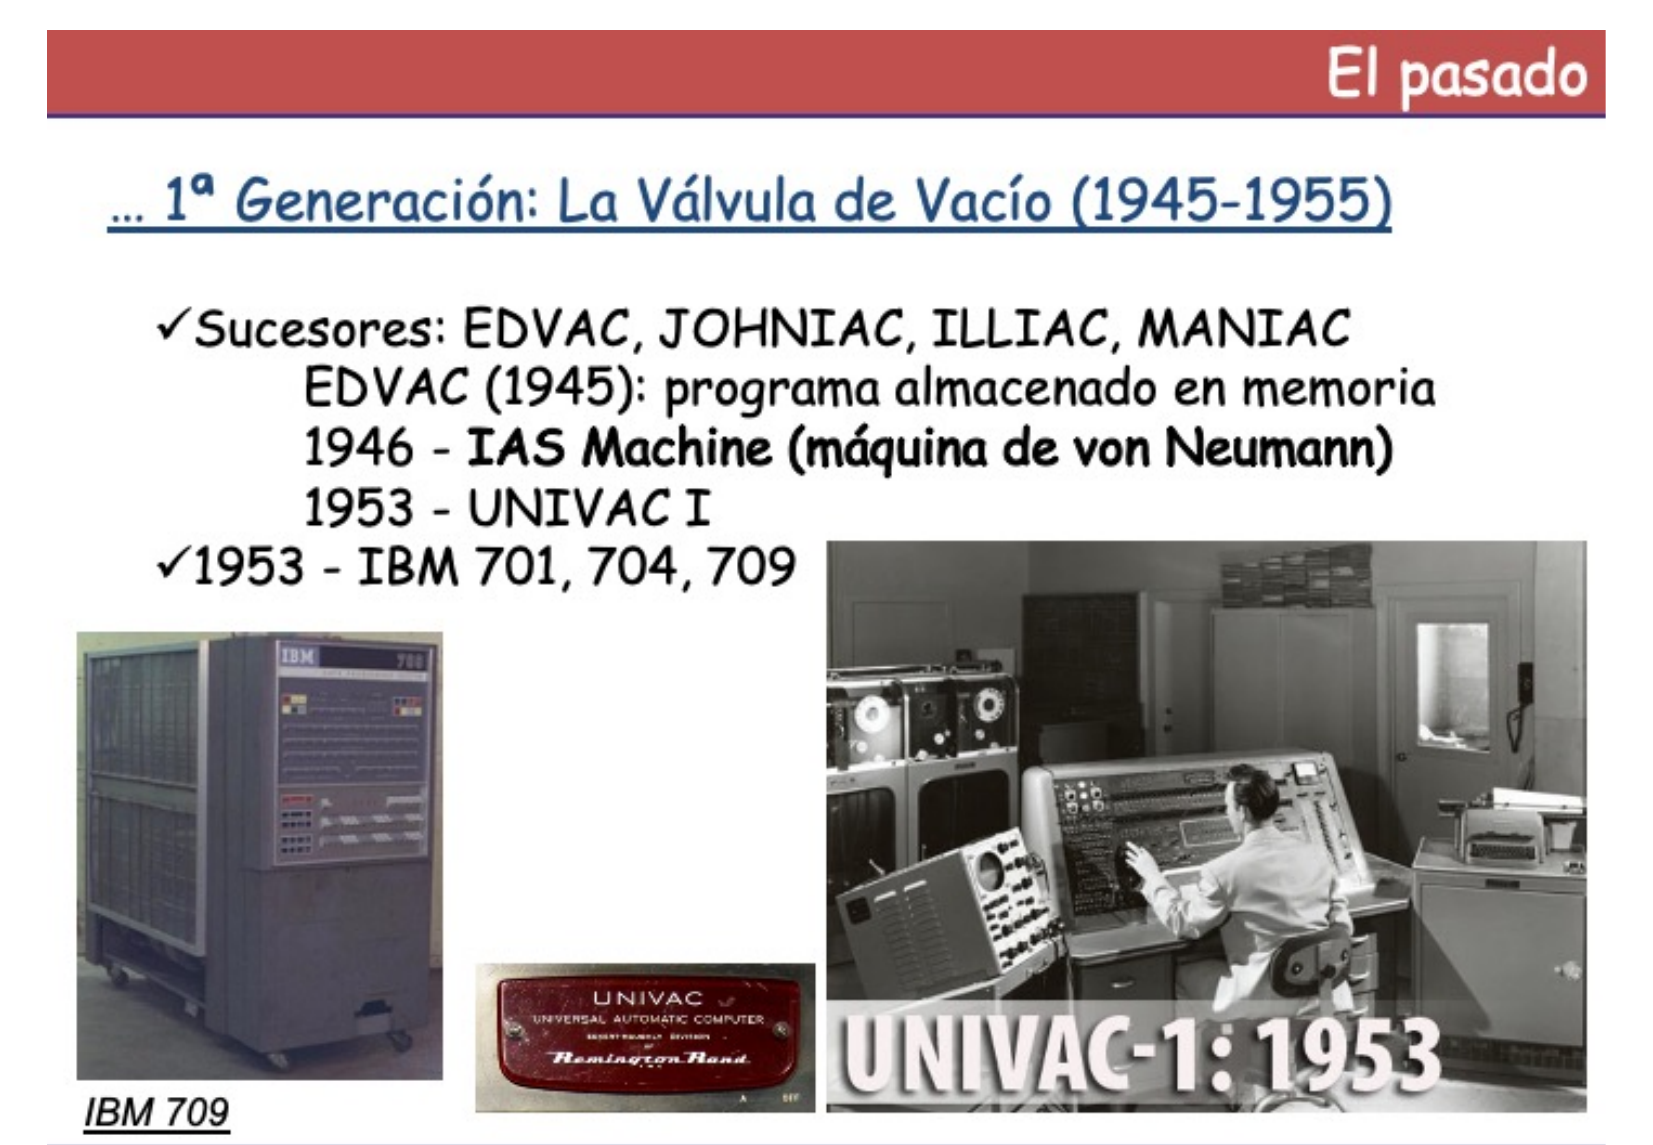 El pasado
... 1ª Generación: La Válvula de Vacío (1945-1955)
✓Sucesores: EDVAC, JOHNIAC, ILLIAC, MANIAC
EDVAC (1945): programa almacenado en memoria
1946 - IAS Machine (máquina de von Neumann)
1953 - UNIVAC I
✓1953 - IBM 701, 704, 709
IBM
UNIVAC
UNIVERSAL AUTOMATIC COMPUTER
Remington Rand
UNIVAC-1: 1953
IBM 709